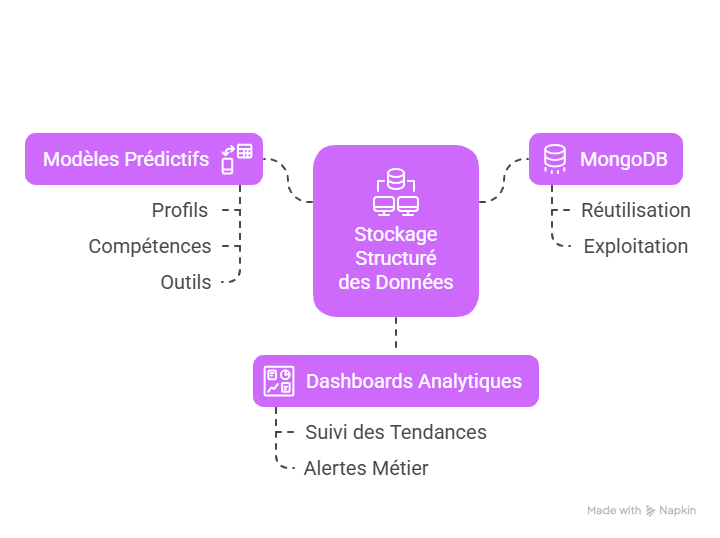 Modèles Prédictifs
Profils
Compétences
Outils
Stockage
Structuré
des Données
MongoDB
Réutilisation
Exploitation
Dashboards Analytiques
Suivi des Tendances
Alertes Métier
Made with Napkin